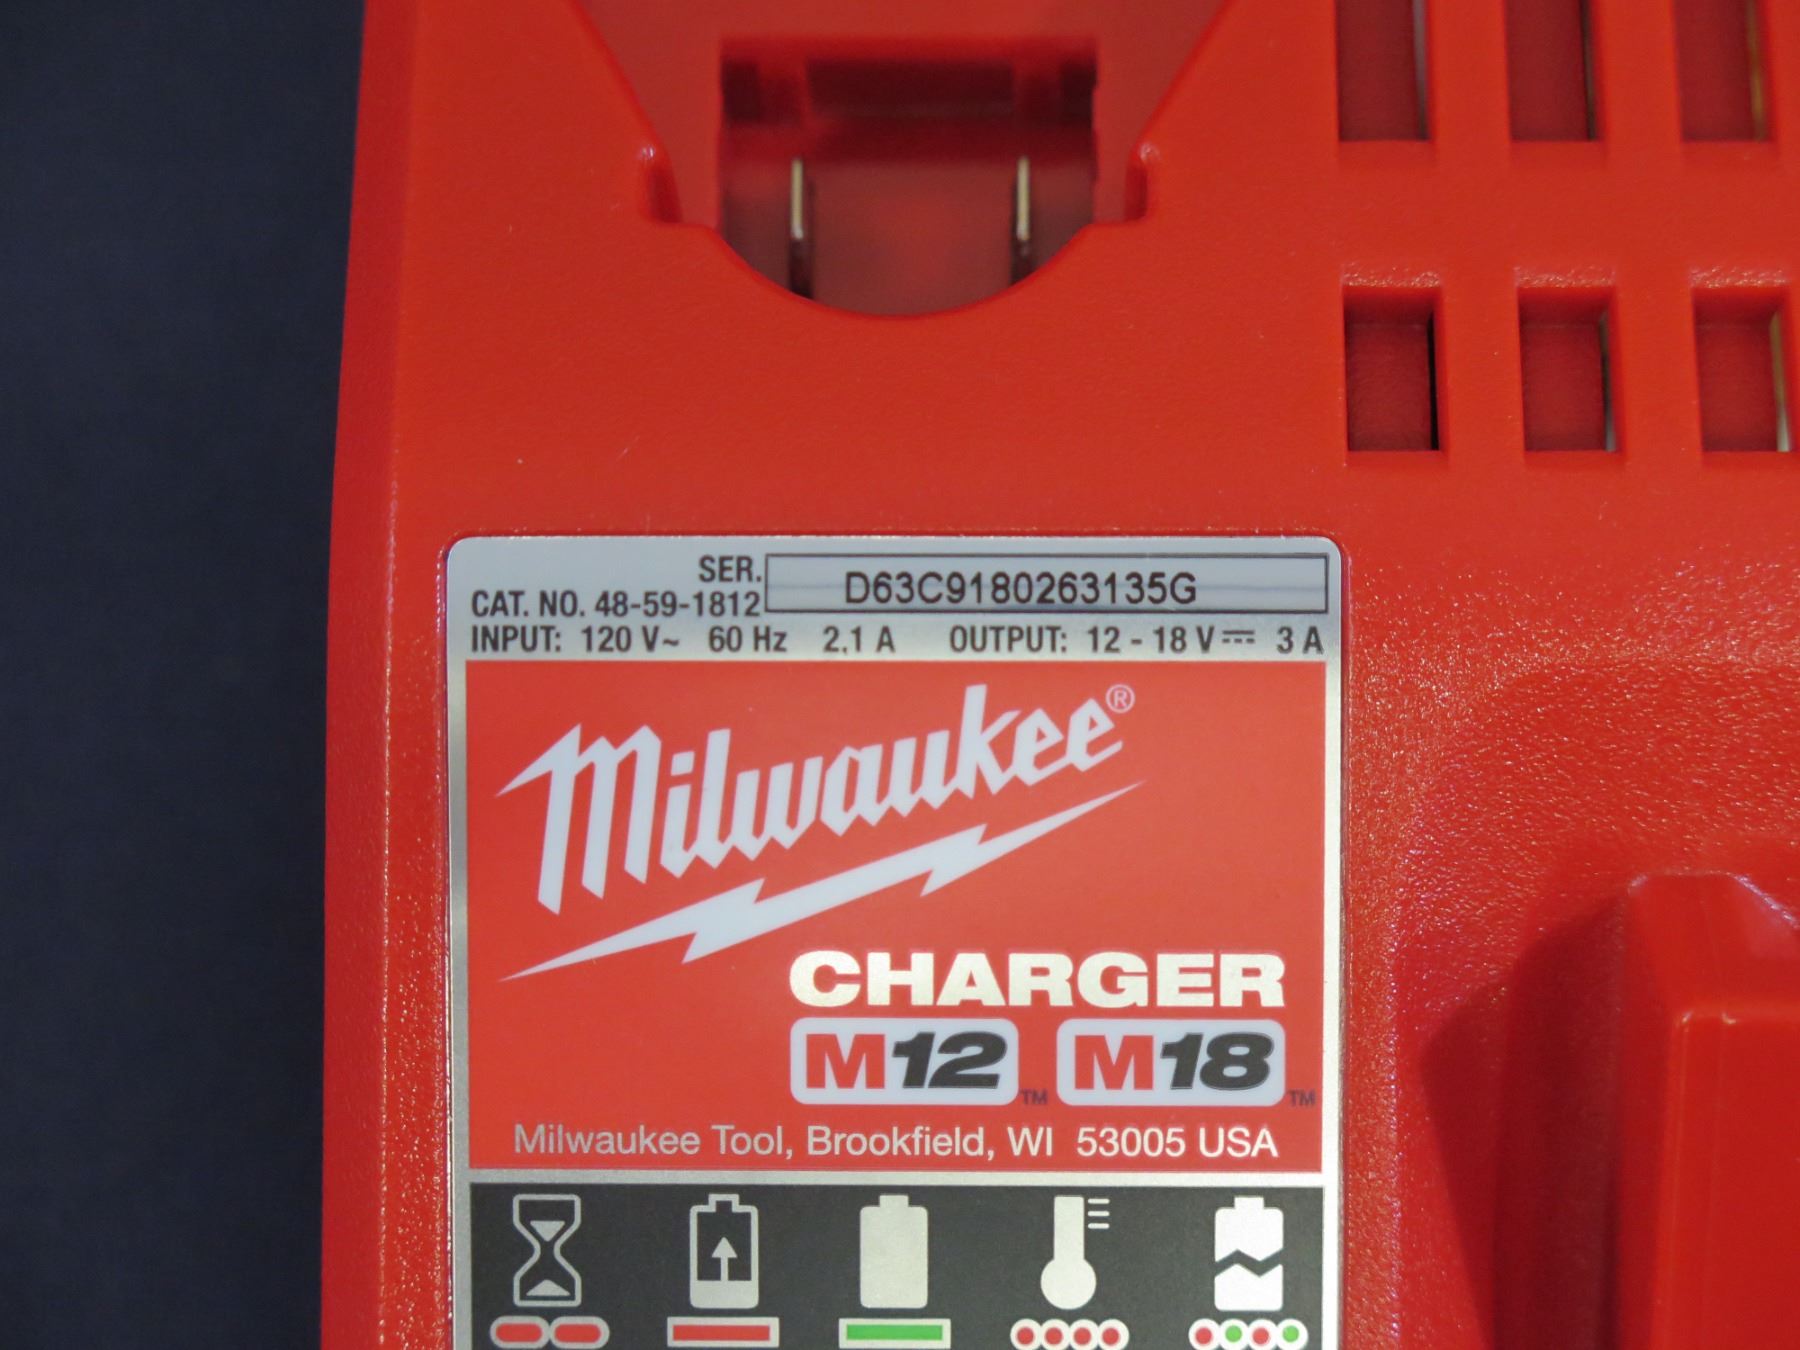 SER. D63C9180263135G
CAT. NO. 48-59-1812
INPUT: 120 V~ 60 Hz 2.1 A OUTPUT: 12 - 18 V⎓ 3 A
Milwaukee®
CHARGER
M12™ M18™
Milwaukee Tool, Brookfield, WI 53005 USA